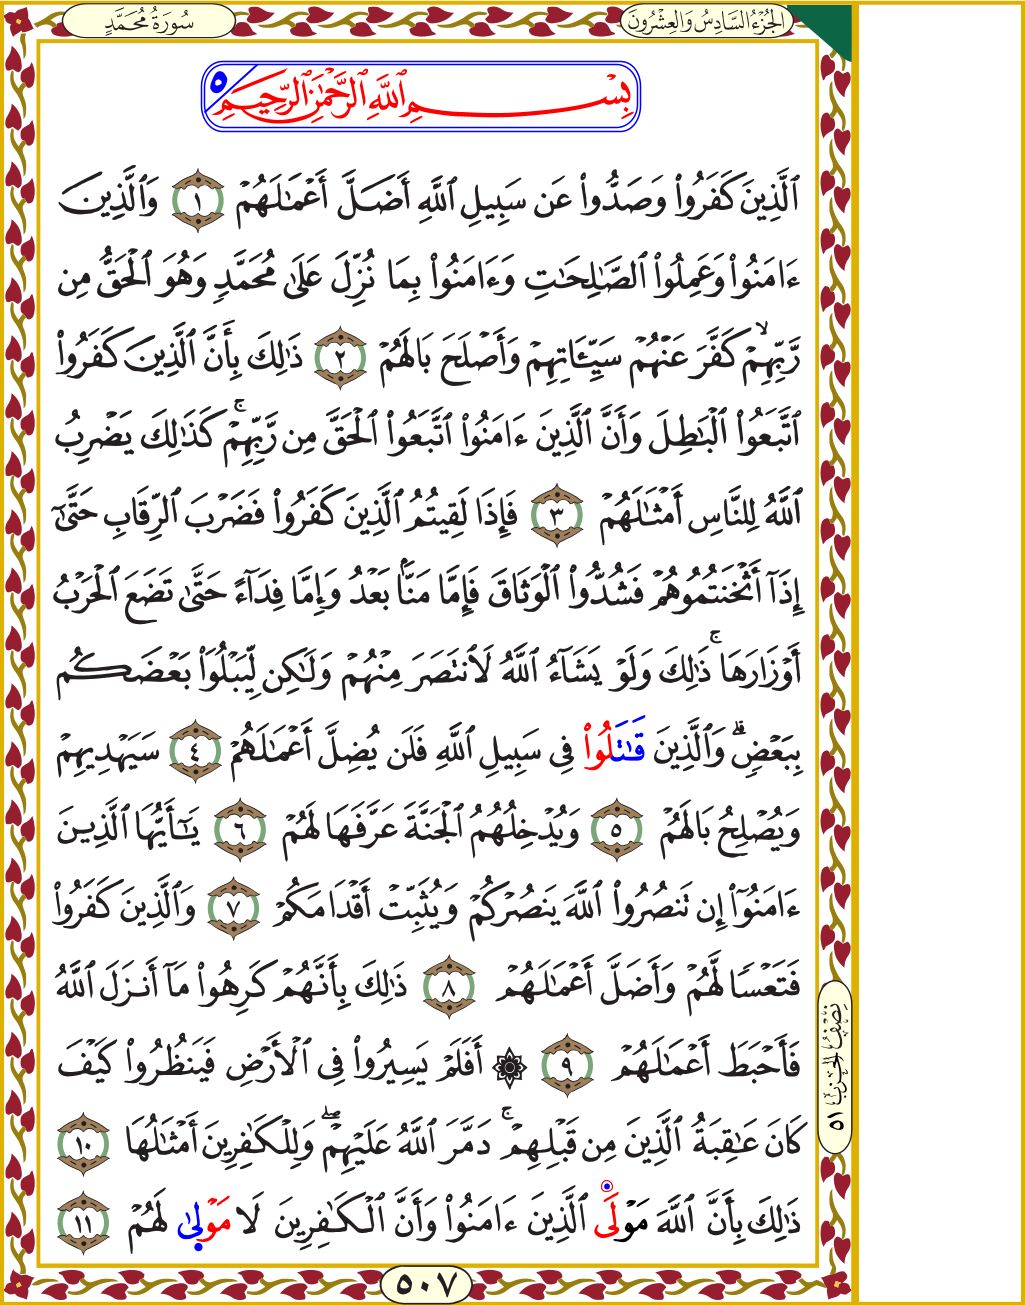 الجُزْءُ السَّادِسُ وَالعِشْرُونَ
سُورَةُ مُحَمَّدٍ
بِسْمِ ٱللَّهِ ٱلرَّحْمَٰنِ ٱلرَّحِيمِ ٥
ٱلَّذِينَ كَفَرُوا۟ وَصَدُّوا۟ عَن سَبِيلِ ٱللَّهِ أَضَلَّ أَعْمَـٰلَهُمْ ١ وَٱلَّذِينَ
ءَامَنُوا۟ وَعَمِلُوا۟ ٱلصَّـٰلِحَـٰتِ وَءَامَنُوا۟ بِمَا نُزِّلَ عَلَىٰ مُحَمَّدٍ وَهُوَ ٱلْحَقُّ مِن
رَّبِّهِمْ ۙ كَفَّرَ عَنْهُمْ سَيِّـَٔاتِهِمْ وَأَصْلَحَ بَالَهُمْ ٢ ذَٰلِكَ بِأَنَّ ٱلَّذِينَ كَفَرُوا۟
ٱتَّبَعُوا۟ ٱلْبَـٰطِلَ وَأَنَّ ٱلَّذِينَ ءَامَنُوا۟ ٱتَّبَعُوا۟ ٱلْحَقَّ مِن رَّبِّهِمْ ۚ كَذَٰلِكَ يَضْرِبُ
ٱللَّهُ لِلنَّاسِ أَمْثَـٰلَهُمْ ٣ فَإِذَا لَقِيتُمُ ٱلَّذِينَ كَفَرُوا۟ فَضَرْبَ ٱلرِّقَابِ حَتَّىٰٓ
إِذَآ أَثْخَنتُمُوهُمْ فَشُدُّوا۟ ٱلْوَثَاقَ فَإِمَّا مَنًّۢا بَعْدُ وَإِمَّا فِدَآءً حَتَّىٰ تَضَعَ ٱلْحَرْبُ
أَوْزَارَهَا ۚ ذَٰلِكَ وَلَوْ يَشَآءُ ٱللَّهُ لَٱنتَصَرَ مِنْهُمْ وَلَـٰكِن لِّيَبْلُوَا۟ بَعْضَكُم
بِبَعْضٍ ۗ وَٱلَّذِينَ قَـٰتَلُوا۟ فِى سَبِيلِ ٱللَّهِ فَلَن يُضِلَّ أَعْمَـٰلَهُمْ ٤ سَيَهْدِيهِمْ
وَيُصْلِحُ بَالَهُمْ ٥ وَيُدْخِلُهُمُ ٱلْجَنَّةَ عَرَّفَهَا لَهُمْ ٦ يَـٰٓأَيُّهَا ٱلَّذِينَ
ءَامَنُوٓا۟ إِن تَنصُرُوا۟ ٱللَّهَ يَنصُرْكُمْ وَيُثَبِّتْ أَقْدَامَكُمْ ٧ وَٱلَّذِينَ كَفَرُوا۟
فَتَعْسًا لَّهُمْ وَأَضَلَّ أَعْمَـٰلَهُمْ ٨ ذَٰلِكَ بِأَنَّهُمْ كَرِهُوا۟ مَآ أَنزَلَ ٱللَّهُ
فَأَحْبَطَ أَعْمَـٰلَهُمْ ٩ ۞ أَفَلَمْ يَسِيرُوا۟ فِى ٱلْأَرْضِ فَيَنظُرُوا۟ كَيْفَ
كَانَ عَـٰقِبَةُ ٱلَّذِينَ مِن قَبْلِهِمْ ۚ دَمَّرَ ٱللَّهُ عَلَيْهِمْ ۖ وَلِلْكَـٰفِرِينَ أَمْثَـٰلُهَا ١٠
ذَٰلِكَ بِأَنَّ ٱللَّهَ مَوْلَى ٱلَّذِينَ ءَامَنُوا۟ وَأَنَّ ٱلْكَـٰفِرِينَ لَا مَوْلَىٰ لَهُمْ ١١
نِصْفُ الحِزْبِ ٥١
٥٠٧